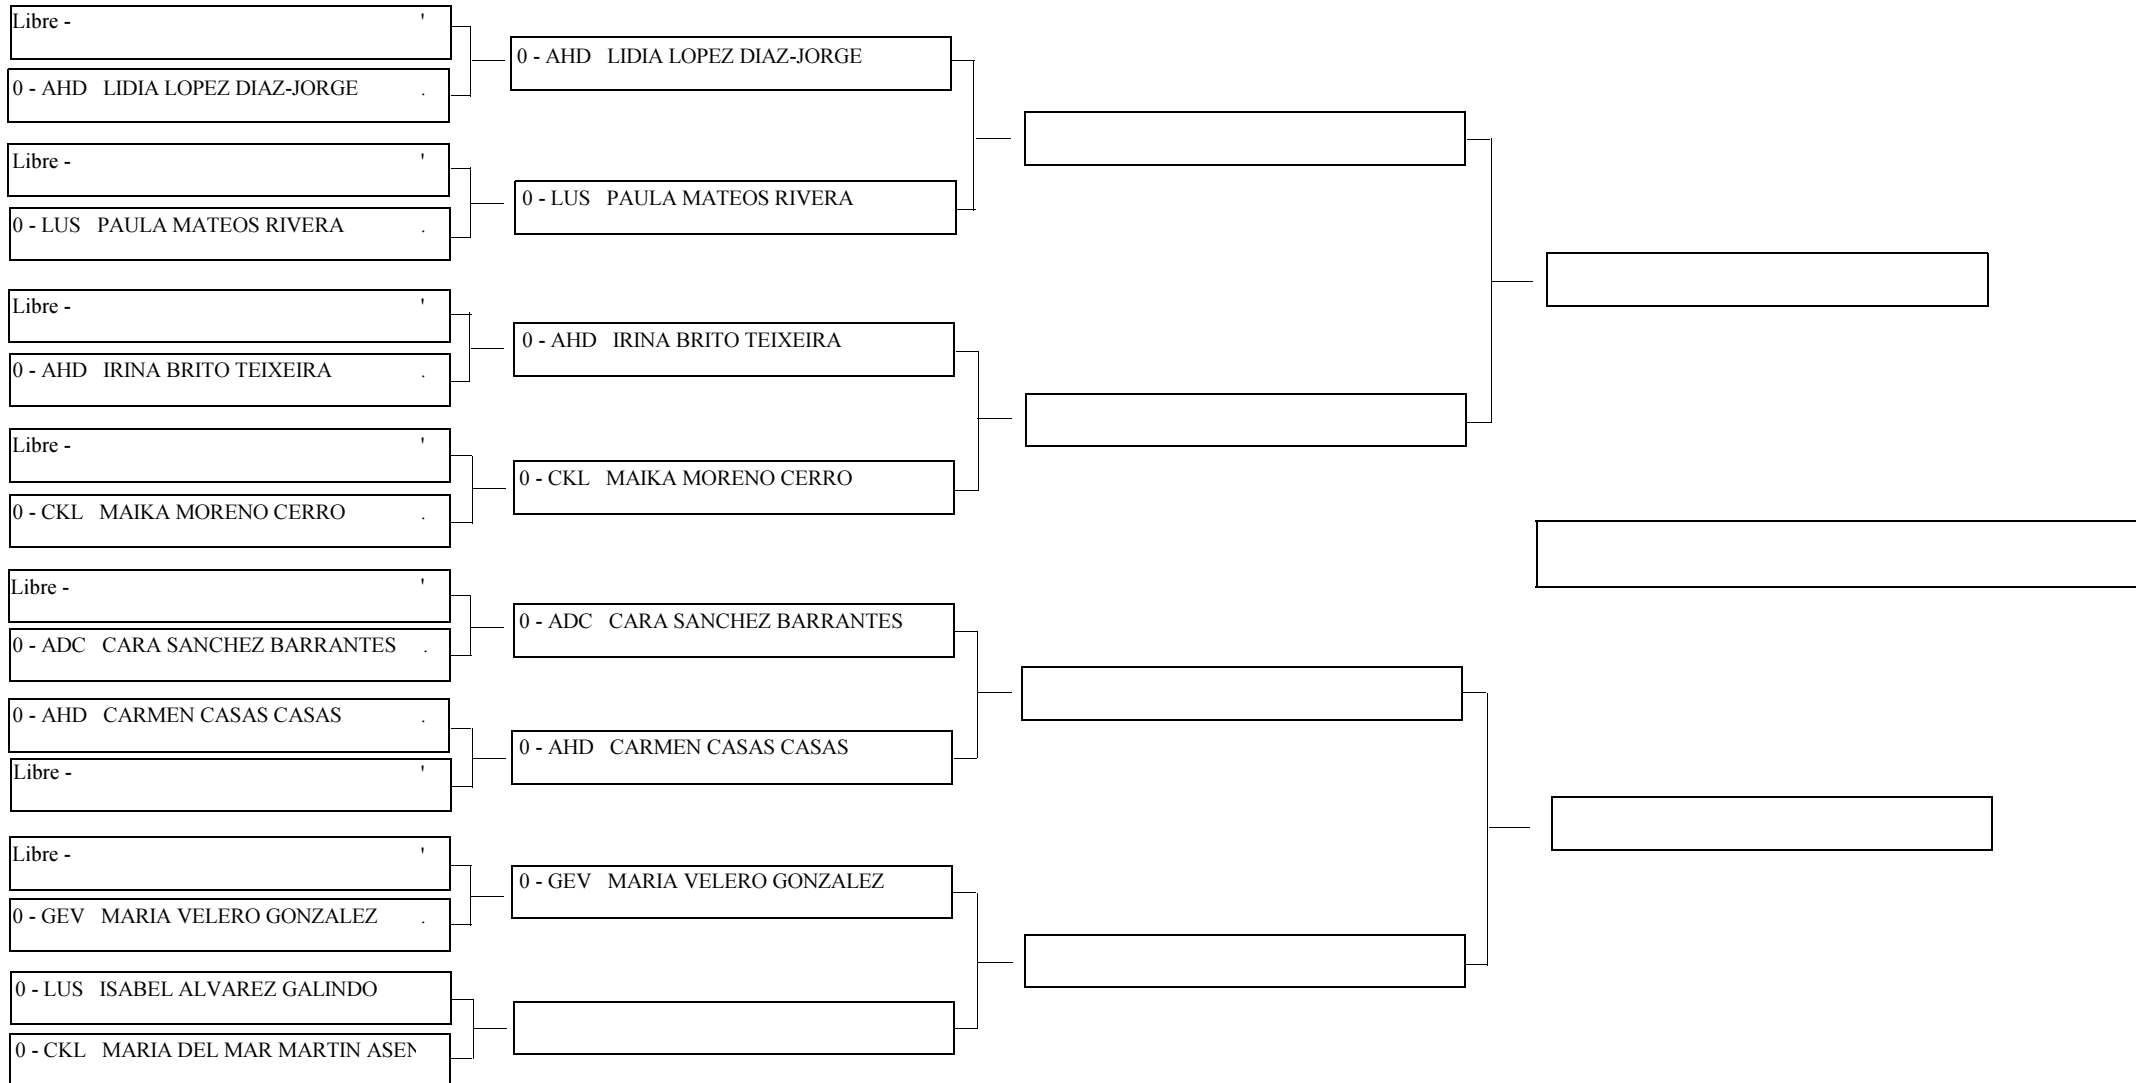 Libre - '
0 - AHD LIDIA LOPEZ DIAZ-JORGE .
Libre - '
0 - LUS PAULA MATEOS RIVERA .
Libre - '
0 - AHD IRINA BRITO TEIXEIRA .
Libre - '
0 - CKL MAIKA MORENO CERRO .
Libre - '
0 - ADC CARA SANCHEZ BARRANTES .
0 - AHD CARMEN CASAS CASAS .
Libre - '
Libre - '
0 - GEV MARIA VELERO GONZALEZ .
0 - LUS ISABEL ALVAREZ GALINDO
0 - CKL MARIA DEL MAR MARTIN
0 - AHD LIDIA LOPEZ DIAZ-JORGE
0 - LUS PAULA MATEOS RIVERA
0 - AHD IRINA BRITO TEIXEIRA
0 - CKL MAIKA MORENO CERRO
0 - ADC CARA SANCHEZ BARRANTES
0 - AHD CARMEN CASAS CASAS
0 - GEV MARIA VELERO GONZALEZ